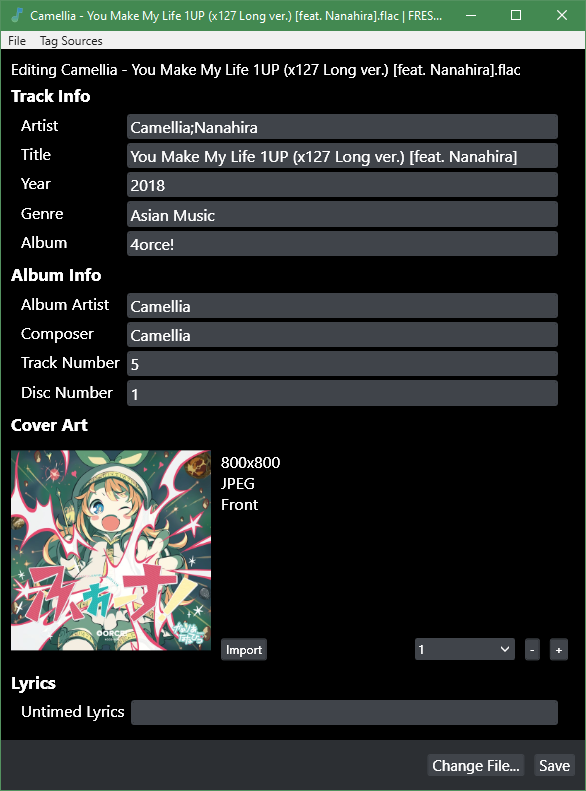 Camellia - You Make My Life 1UP (x127 Long ver.) [feat. Nanahira].flac | FRES...
File Tag Sources
Editing Camellia - You Make My Life 1UP (x127 Long ver.) [feat. Nanahira].flac
Track Info
Artist Camellia;Nanahira
Title You Make My Life 1UP (x127 Long ver.) [feat. Nanahira]
Year 2018
Genre Asian Music
Album 4orce!
Album Info
Album Artist Camellia
Composer Camellia
Track Number 5
Disc Number 1
Cover Art
800x800
JPEG
Front
ふぉーす!
Import 1 - +
Lyrics
Untimed Lyrics
Change File... Save